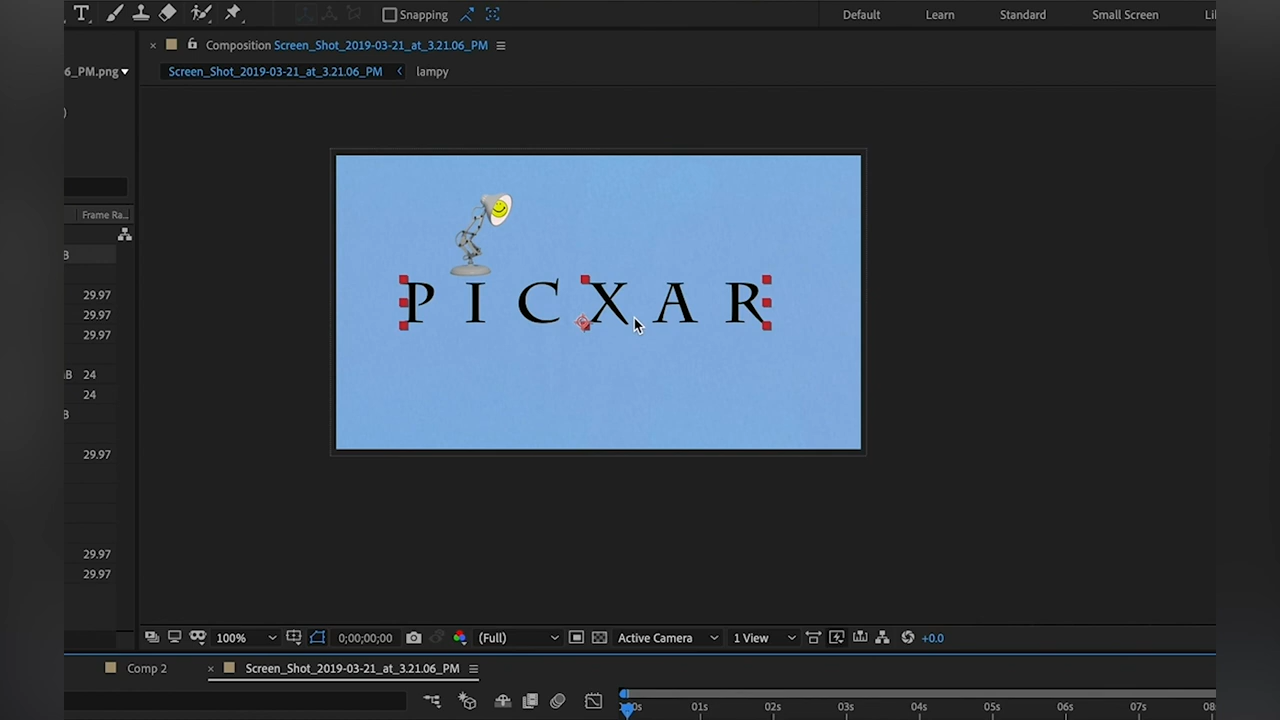 T Snapping Default Learn Standard Small Screen Li
Composition Screen_Shot_2019-03-21_at_3.21.06_PM
6_PM.png Screen_Shot_2019-03-21_at_3.21.06_PM lampy
Frame Ra...
B
29.97
29.97
29.97
24
24
B
29.97
29.97
29.97
PICXAR
100% 0;00;00;00 (Full) Active Camera 1 View +0.0
Comp 2 Screen_Shot_2019-03-21_at_3.21.06_PM
01s 02s 03s 04s 05s 06s 07s